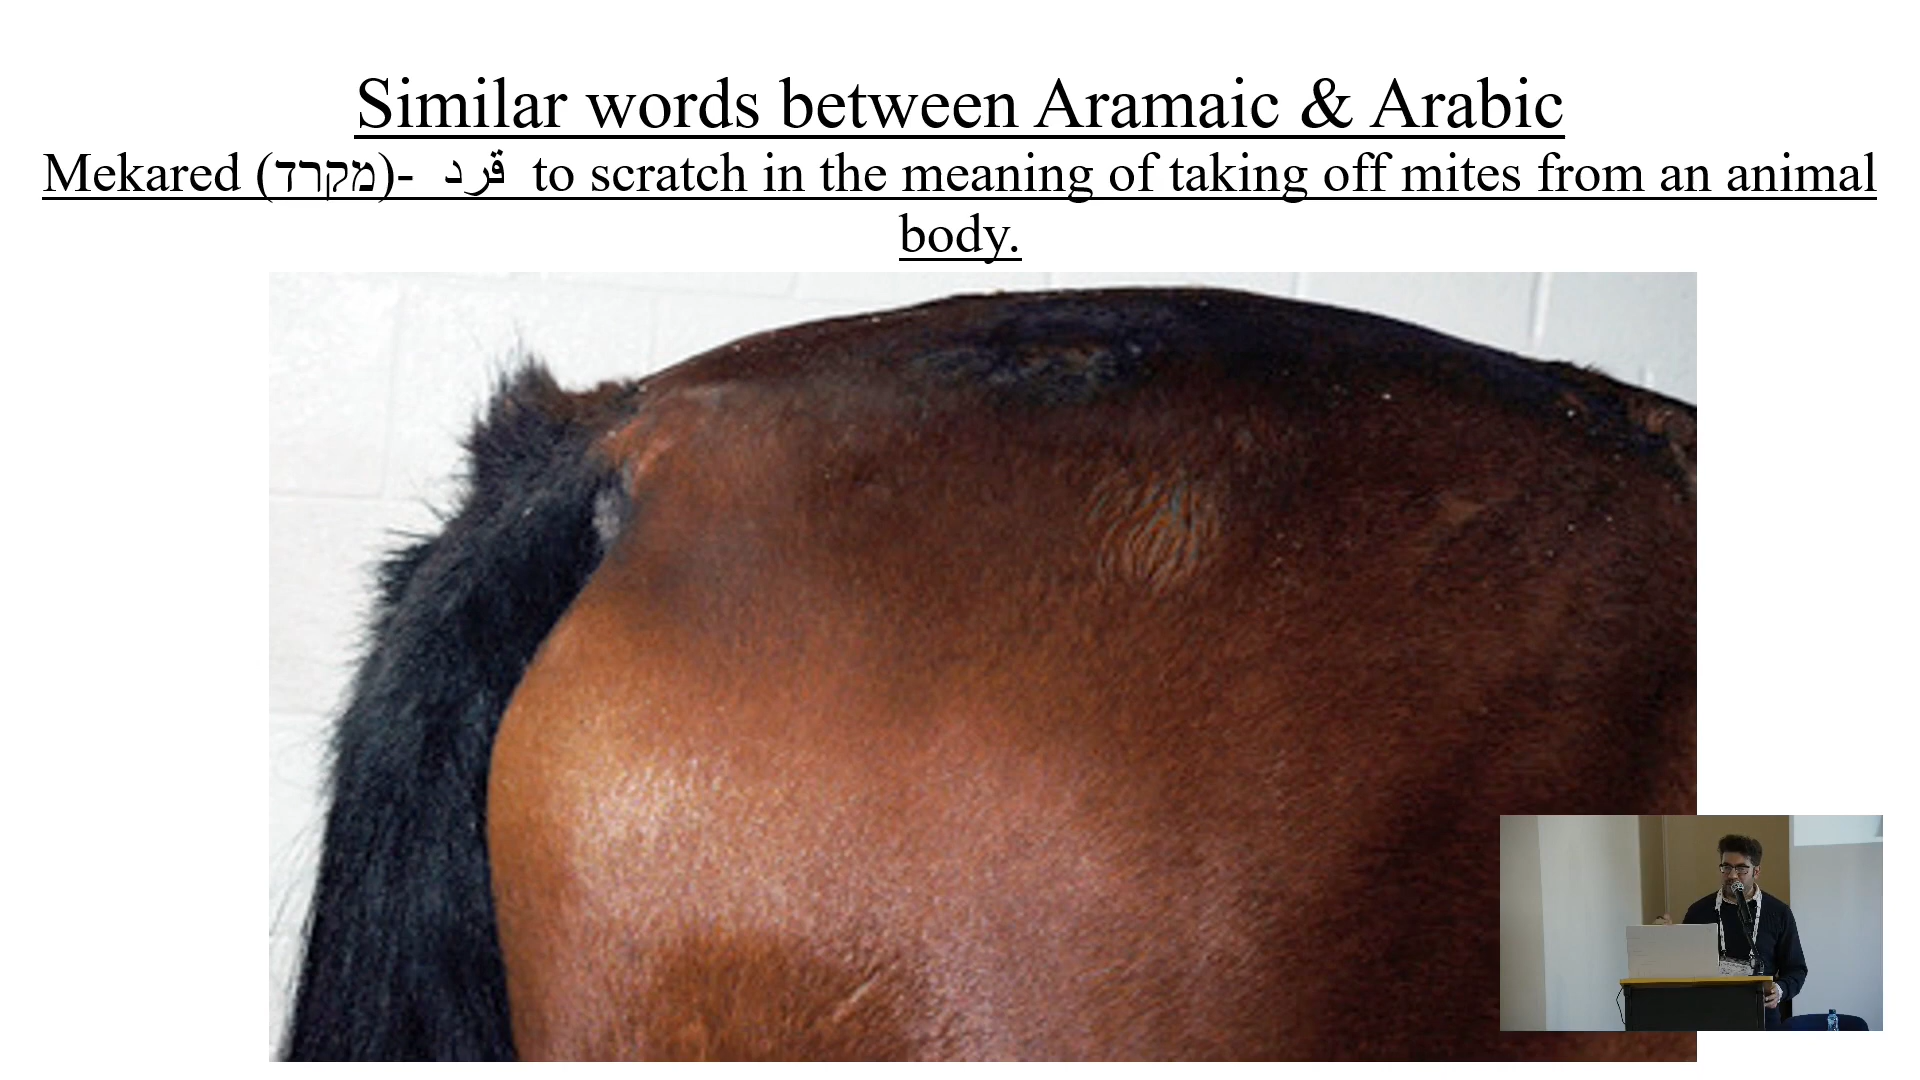 Similar words between Aramaic & Arabic
Mekared (מקרד)- قرد to scratch in the meaning of taking off mites from an animal
body.